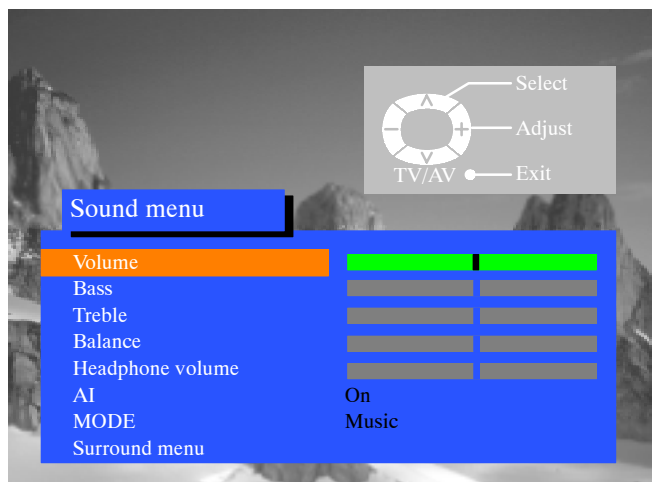 Select
Adjust
TV/AV Exit
Sound menu
Volume
Bass
Treble
Balance
Headphone volume
AI On
MODE Music
Surround menu